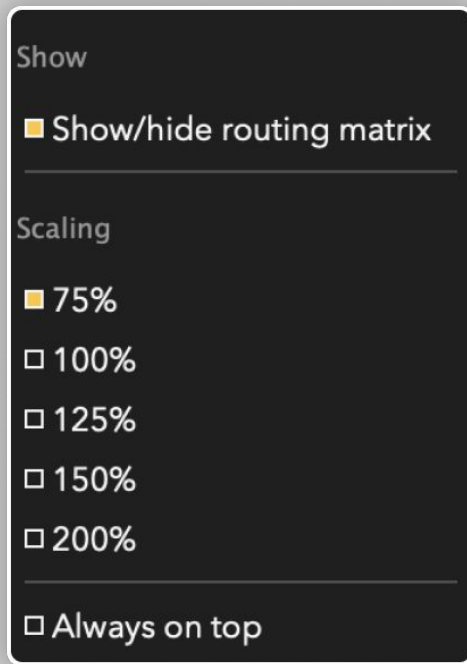 Show
Show/hide routing matrix
Scaling
75%
100%
125%
150%
200%
Always on top